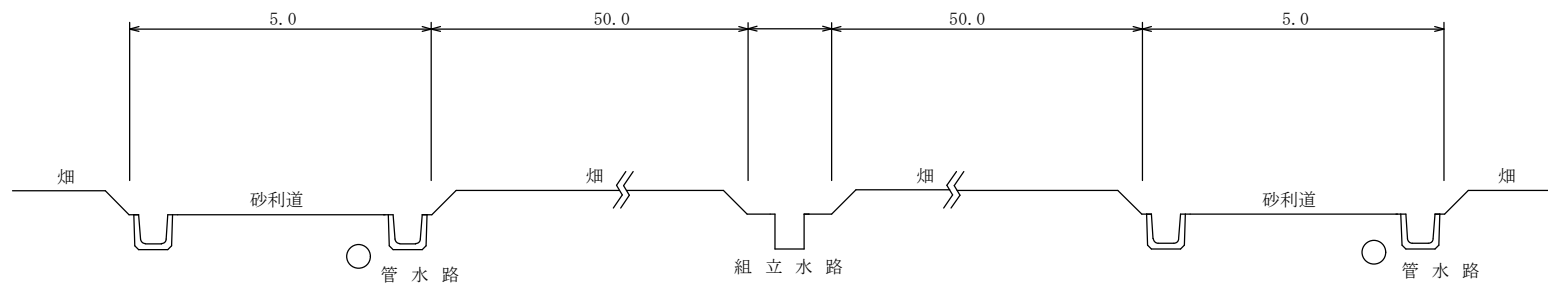 5.0 50.0 50.0 5.0
畑 砂利道 畑 畑 砂利道 畑
管水路 組立水路 管水路